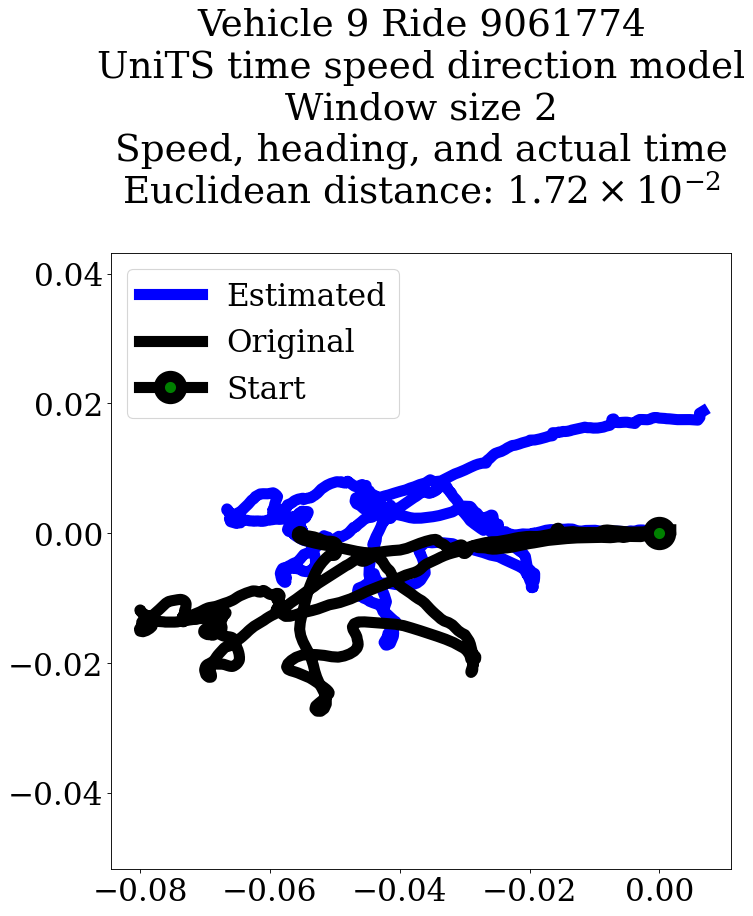 Vehicle 9 Ride 9061774
UniTS time speed direction model
Window size 2
Speed, heading, and actual time
Euclidean distance: 1.72 × 10⁻²
Estimated
Original
Start
0.04
0.02
0.00
−0.02
−0.04
−0.08 −0.06 −0.04 −0.02 0.00